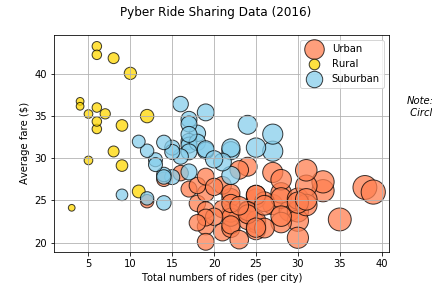 Pyber Ride Sharing Data (2016)
Urban
Rural
Suburban
Note:
Circl
Average fare ($)
40
35
30
25
20
5
10
15
20
25
30
35
40
Total numbers of rides (per city)